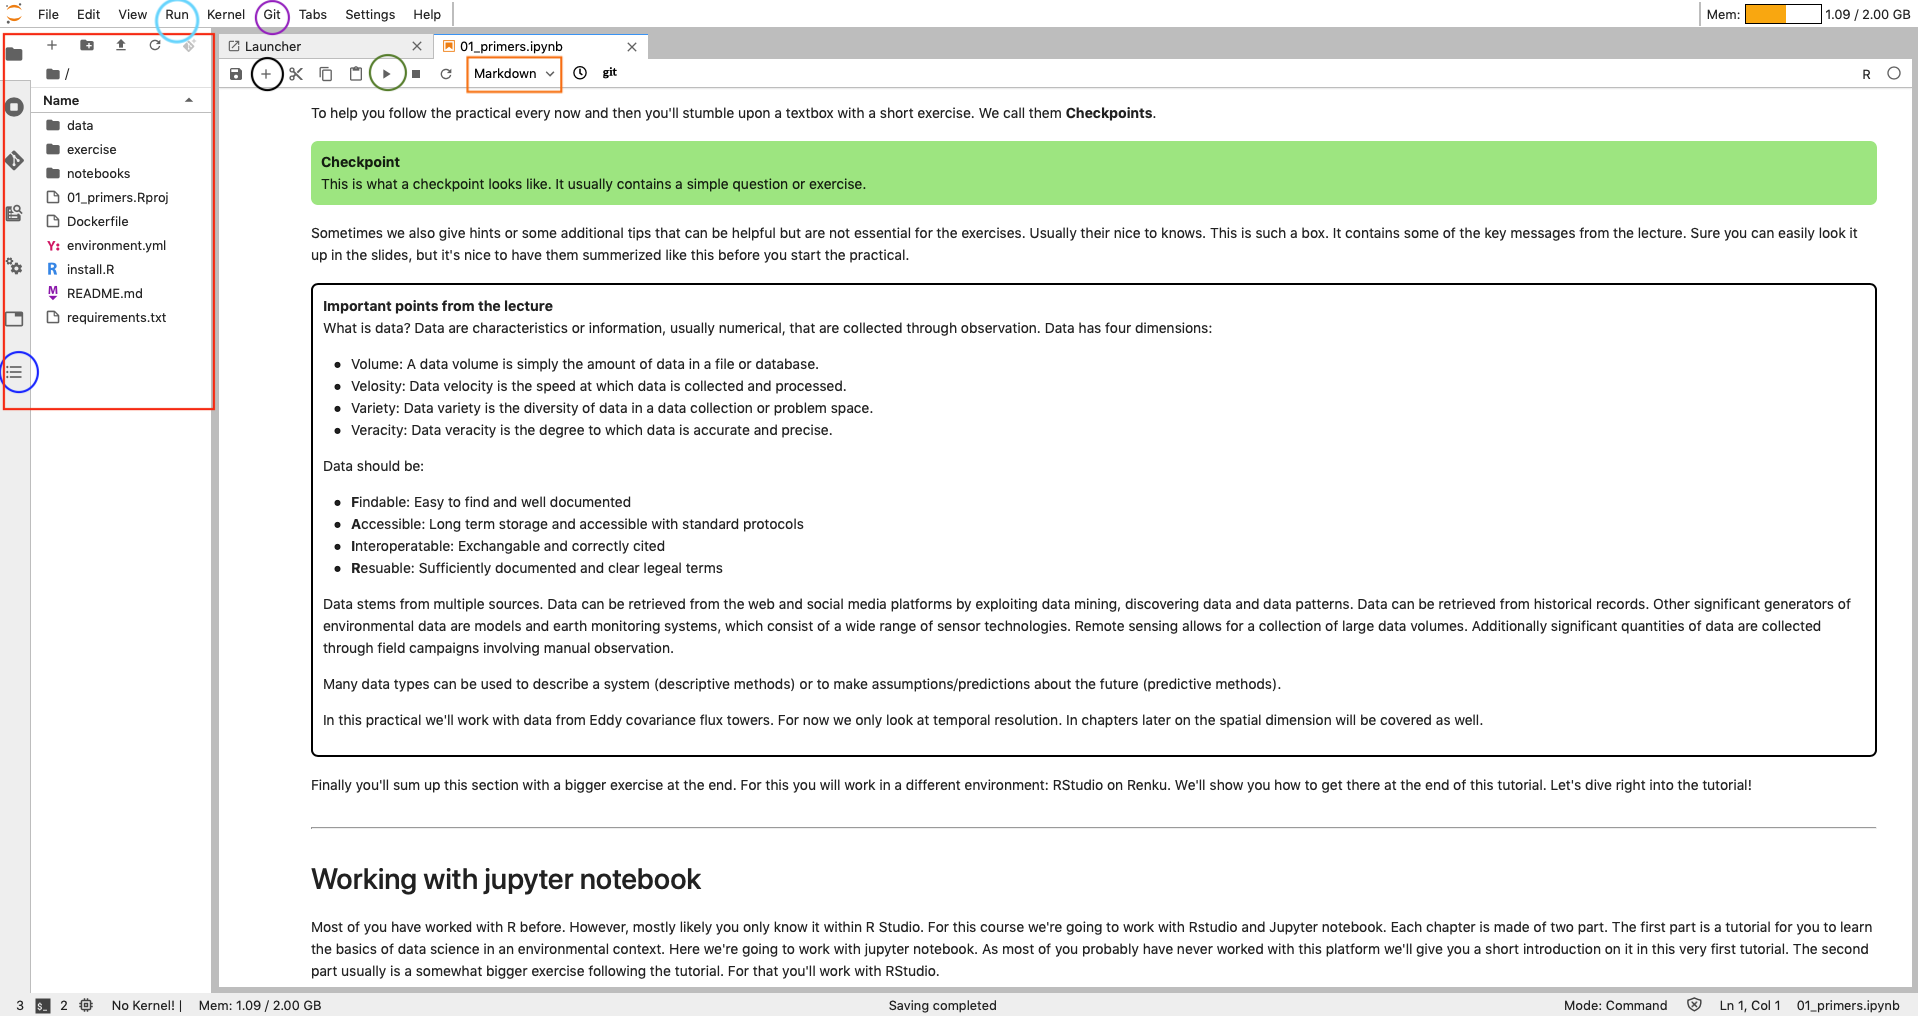 File Edit View Run Kernel Git Tabs Settings Help
Mem: 1.09 / 2.00 GB
Launcher
01_primers.ipynb
Markdown
git
R
/
Name
data
exercise
notebooks
01_primers.Rproj
Dockerfile
Y: environment.yml
R install.R
M README.md
requirements.txt
To help you follow the practical every now and then you'll stumble upon a textbox with a short exercise. We call them Checkpoints.
Checkpoint
This is what a checkpoint looks like. It usually contains a simple question or exercise.
Sometimes we also give hints or some additional tips that can be helpful but are not essential for the exercises. Usually their nice to knows. This is such a box. It contains some of the key messages from the lecture. Sure you can easily look it
up in the slides, but it's nice to have them summerized like this before you start the practical.
Important points from the lecture
What is data? Data are characteristics or information, usually numerical, that are collected through observation. Data has four dimensions:
● Volume: A data volume is simply the amount of data in a file or database.
● Velosity: Data velocity is the speed at which data is collected and processed.
● Variety: Data variety is the diversity of data in a data collection or problem space.
● Veracity: Data veracity is the degree to which data is accurate and precise.
Data should be:
● Findable: Easy to find and well documented
● Accessible: Long term storage and accessible with standard protocols
● Interoperatable: Exchangable and correctly cited
● Resuable: Sufficiently documented and clear legeal terms
Data stems from multiple sources. Data can be retrieved from the web and social media platforms by exploiting data mining, discovering data and data patterns. Data can be retrieved from historical records. Other significant generators of
environmental data are models and earth monitoring systems, which consist of a wide range of sensor technologies. Remote sensing allows for a collection of large data volumes. Additionally significant quantities of data are collected
through field campaigns involving manual observation.
Many data types can be used to describe a system (descriptive methods) or to make assumptions/predictions about the future (predictive methods).
In this practical we'll work with data from Eddy covariance flux towers. For now we only look at temporal resolution. In chapters later on the spatial dimension will be covered as well.
Finally you'll sum up this section with a bigger exercise at the end. For this you will work in a different environment: RStudio on Renku. We'll show you how to get there at the end of this tutorial. Let's dive right into the tutorial!
Working with jupyter notebook
Most of you have worked with R before. However, mostly likely you only know it within R Studio. For this course we're going to work with Rstudio and Jupyter notebook. Each chapter is made of two part. The first part is a tutorial for you to learn
the basics of data science in an environmental context. Here we're going to work with jupyter notebook. As most of you probably have never worked with this platform we'll give you a short introduction on it in this very first tutorial. The second
part usually is a somewhat bigger exercise following the tutorial. For that you'll work with RStudio.
3 $_ 2 No Kernel! | Mem: 1.09 / 2.00 GB
Saving completed
Mode: Command Ln 1, Col 1 01_primers.ipynb